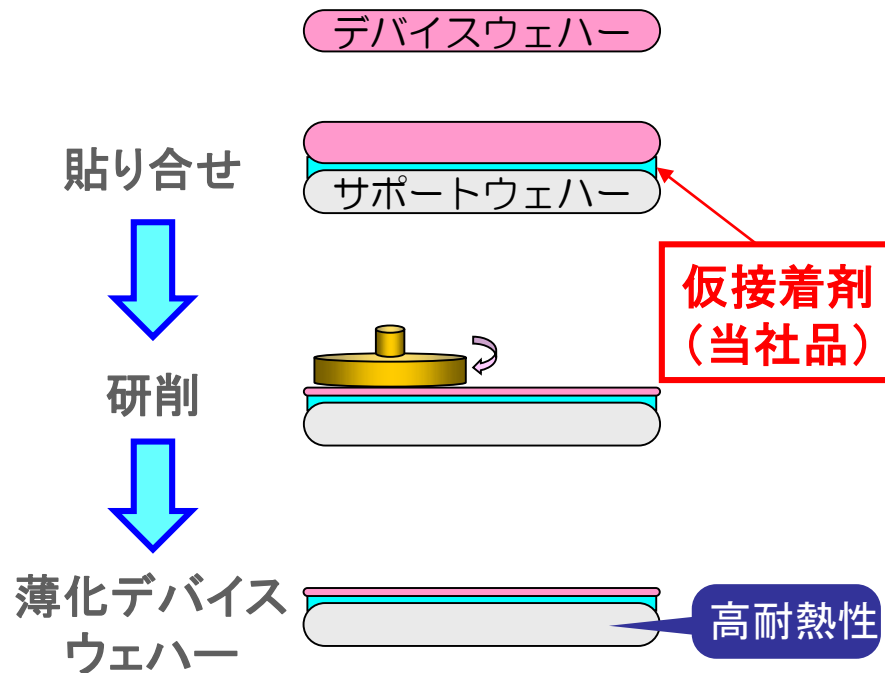 デバイスウェハー
貼り合せ
サポートウェハー
仮接着剤
（当社品）
研削
薄化デバイス
ウェハー
高耐熱性